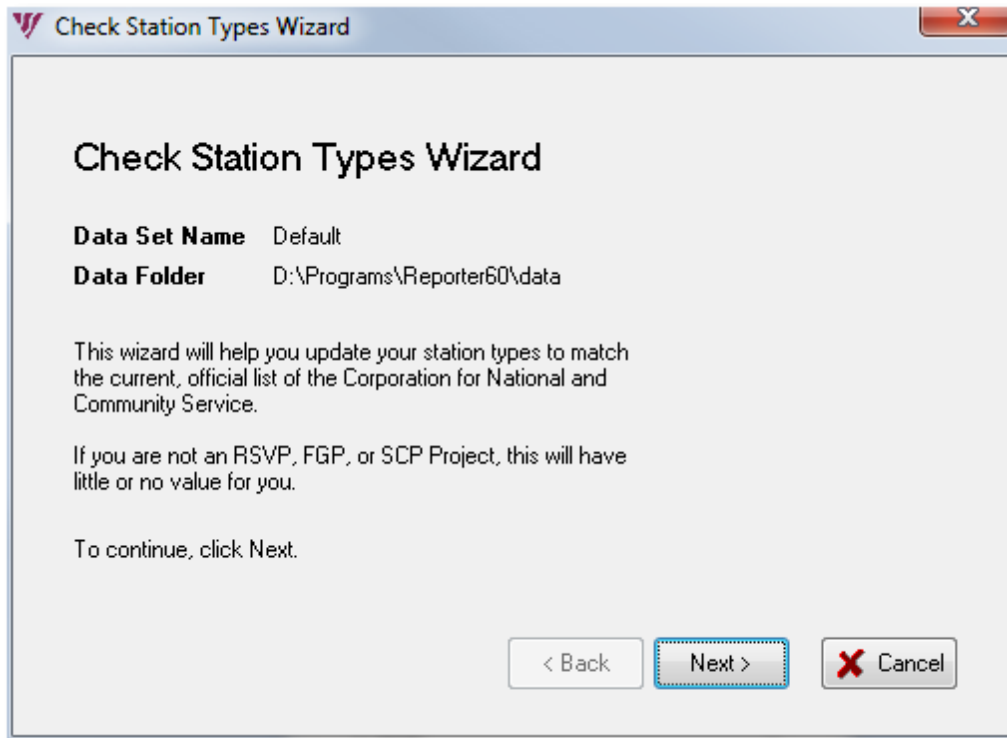 Check Station Types Wizard
Check Station Types Wizard
Data Set Name Default
Data Folder D:\Programs\Reporter60\data
This wizard will help you update your station types to match
the current, official list of the Corporation for National and
Community Service.
If you are not an RSVP, FGP, or SCP Project, this will have
little or no value for you.
To continue, click Next.
< Back Next > Cancel